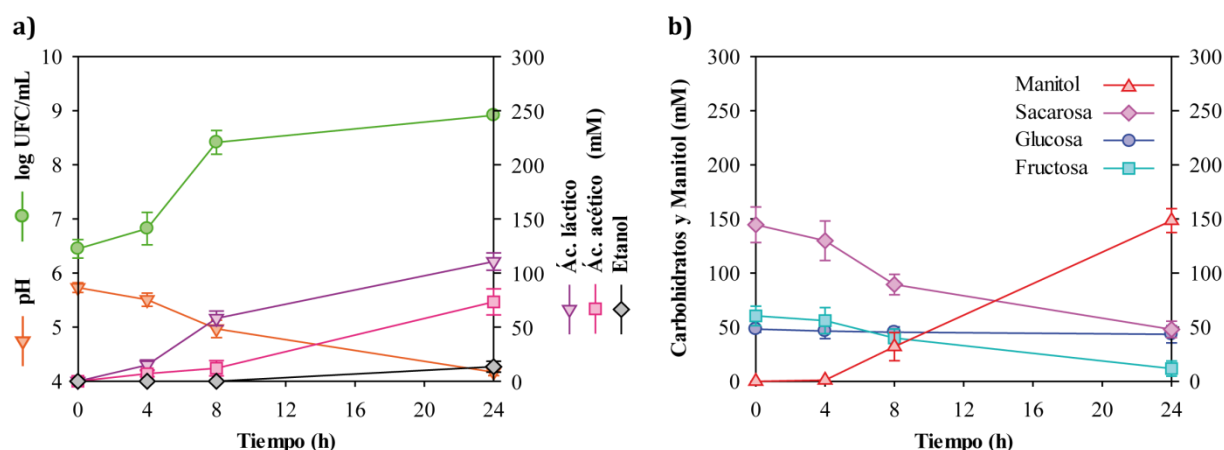 a)
10
9
8
7
6
5
4
log UFC/mL
pH
300
250
200
150
100
50
0
Ác. láctico
Ác. acético
Etanol
(mM)
0 4 8 12 16 20 24
Tiempo (h)
b)
300
250
200
150
100
50
0
Carbohidratos y Manitol (mM)
Manitol
Sacarosa
Glucosa
Fructosa
300
250
200
150
100
50
0
0 4 8 12 16 20 24
Tiempo (h)